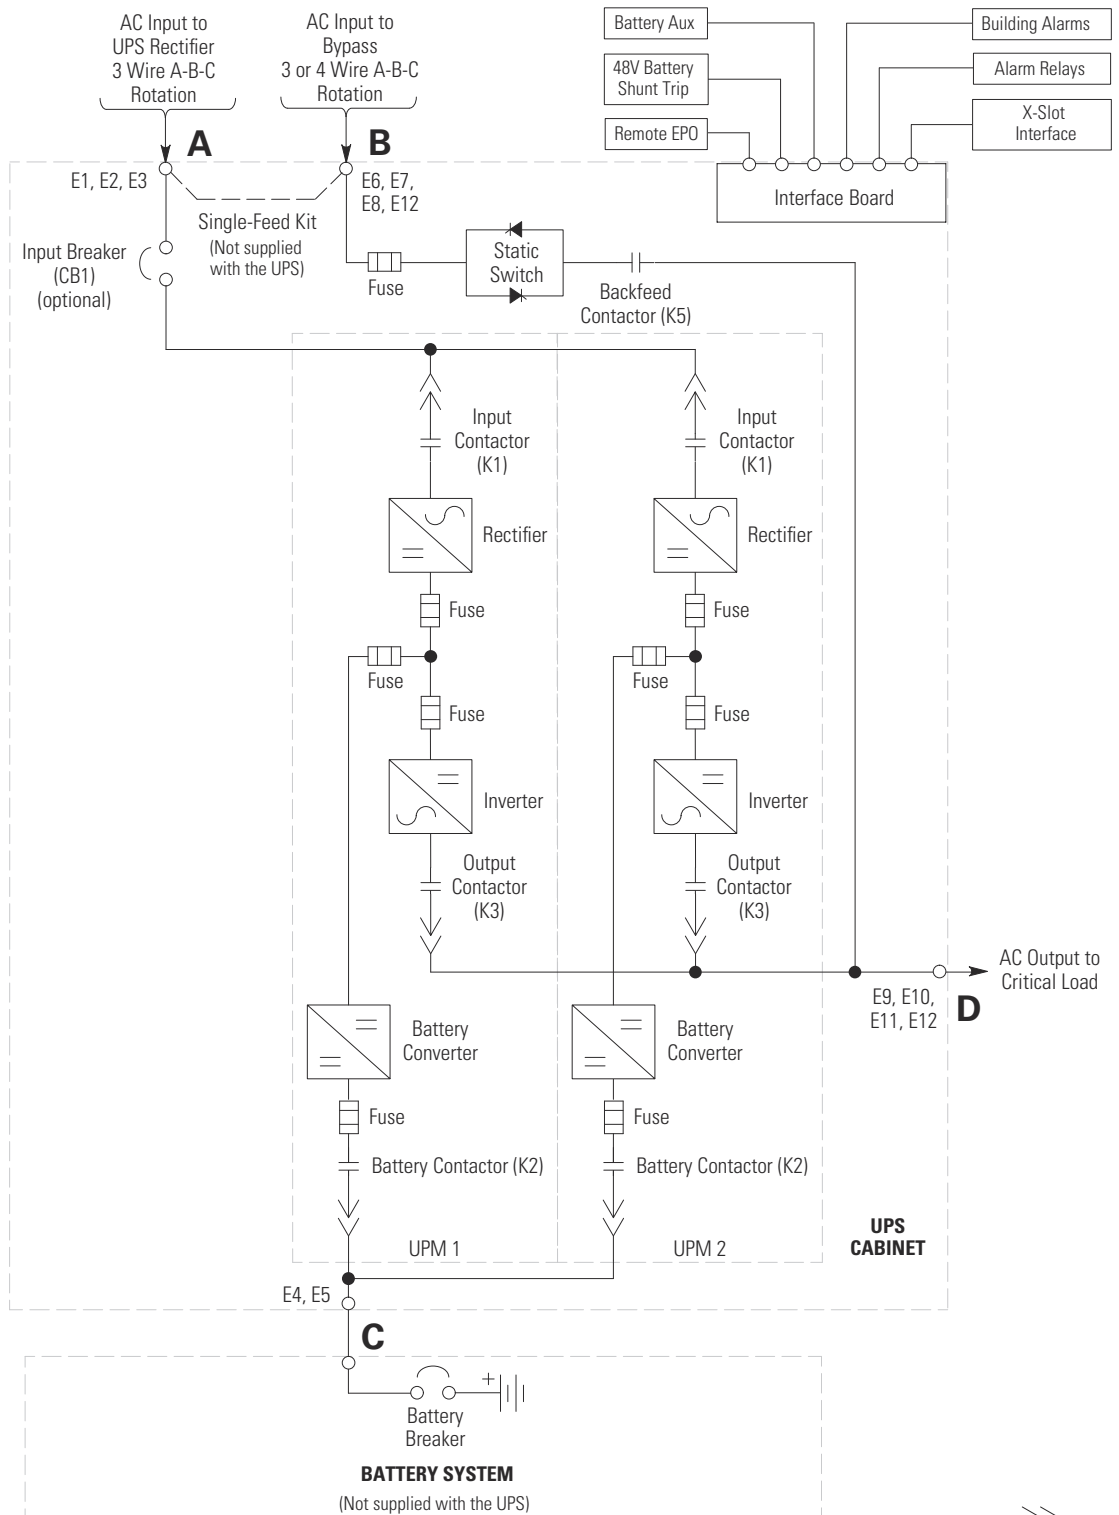 AC Input to
UPS Rectifier
3 Wire A-B-C
Rotation
AC Input to
Bypass
3 or 4 Wire A-B-C
Rotation
Battery Aux
48V Battery
Shunt Trip
Remote EPO
Building Alarms
Alarm Relays
X-Slot
Interface
Interface Board
A
B
E1, E2, E3
E6, E7,
E8, E12
Single-Feed Kit
(Not supplied
with the UPS)
Input Breaker
(CB1)
(optional)
Fuse
Static
Switch
Backfeed
Contactor (K5)
Input
Contactor
(K1)
Input
Contactor
(K1)
Rectifier
Rectifier
Fuse
Fuse
Fuse
Fuse
Fuse
Fuse
Inverter
Inverter
Output
Contactor
(K3)
Output
Contactor
(K3)
AC Output to
Critical Load
E9, E10,
E11, E12
D
Battery
Converter
Battery
Converter
Fuse
Fuse
Battery Contactor (K2)
Battery Contactor (K2)
UPM 1
UPM 2
UPS
CABINET
E4, E5
C
+
Battery
Breaker
BATTERY SYSTEM
(Not supplied with the UPS)